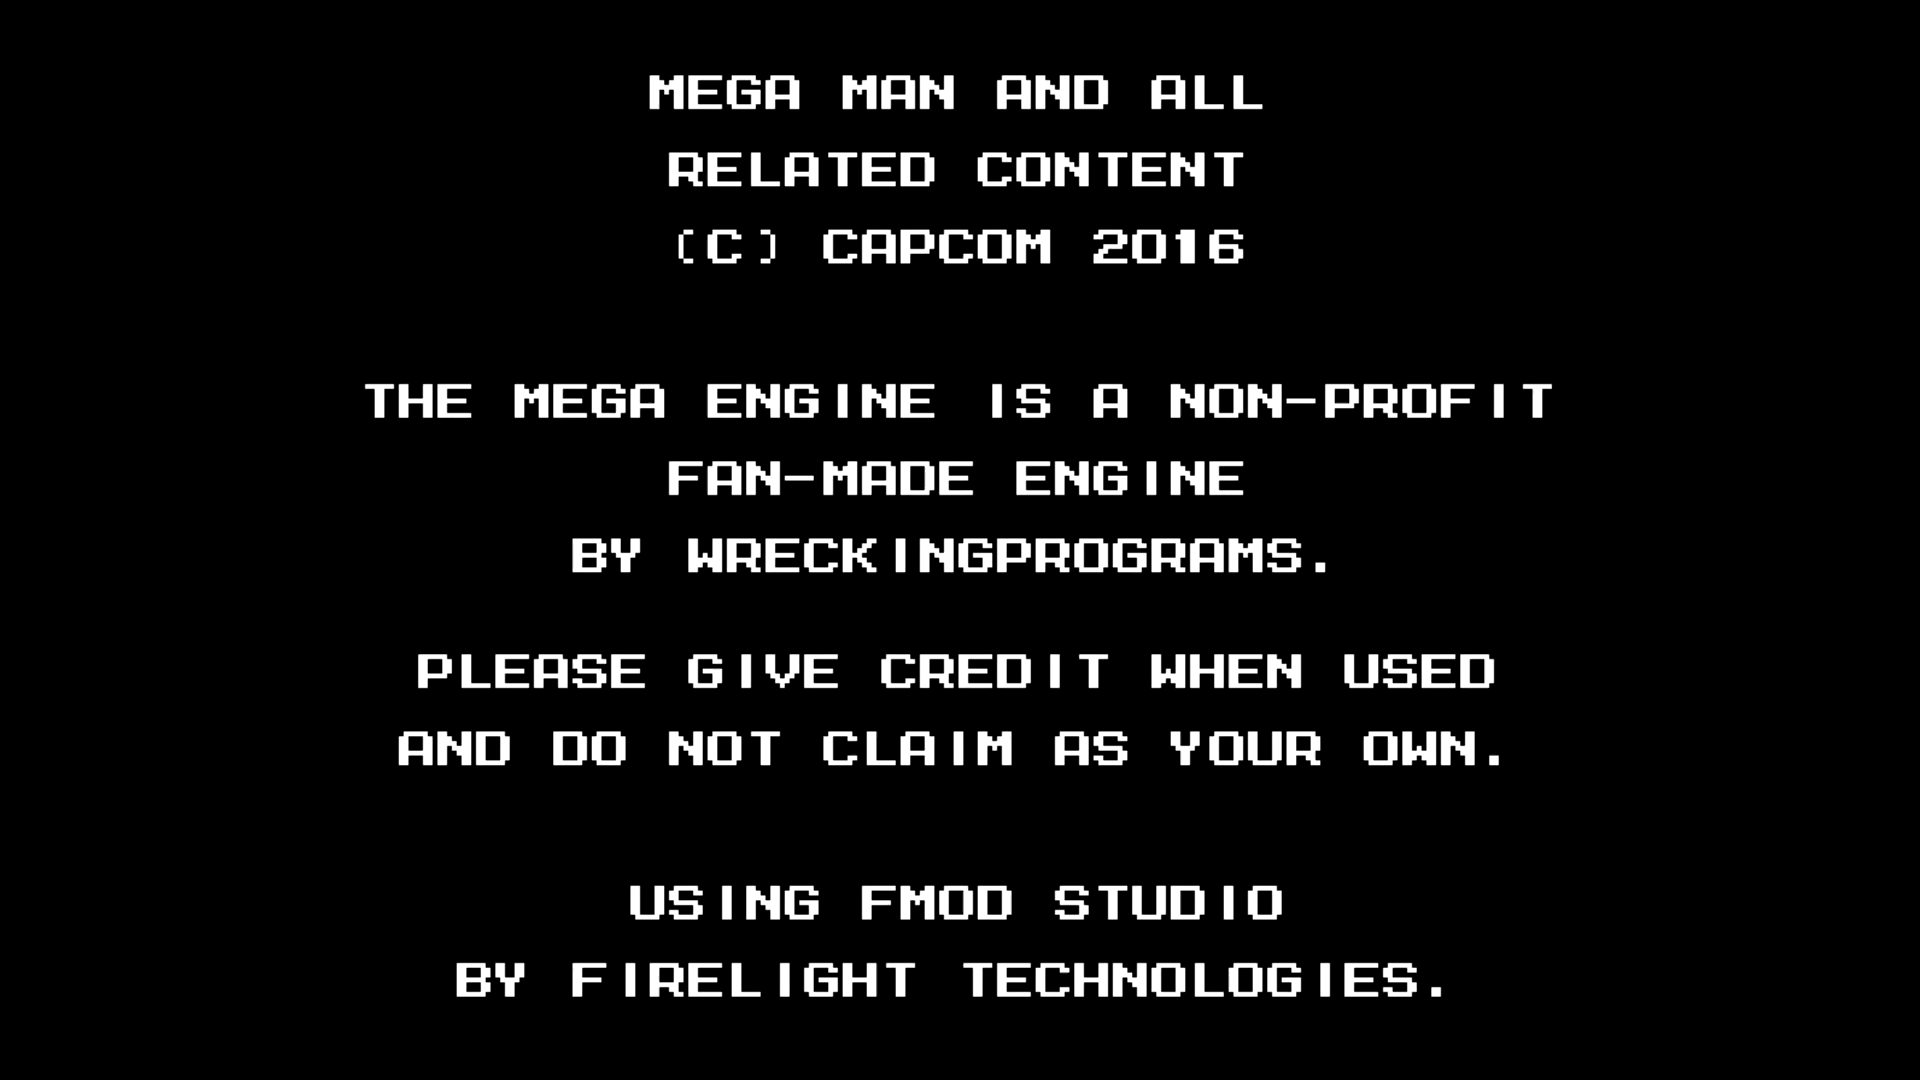 MEGA MAN AND ALL
RELATED CONTENT
(C) CAPCOM 2016
THE MEGA ENGINE IS A NON-PROFIT
FAN-MADE ENGINE
BY WRECKINGPROGRAMS.
PLEASE GIVE CREDIT WHEN USED
AND DO NOT CLAIM AS YOUR OWN.
USING FMOD STUDIO
BY FIRELIGHT TECHNOLOGIES.